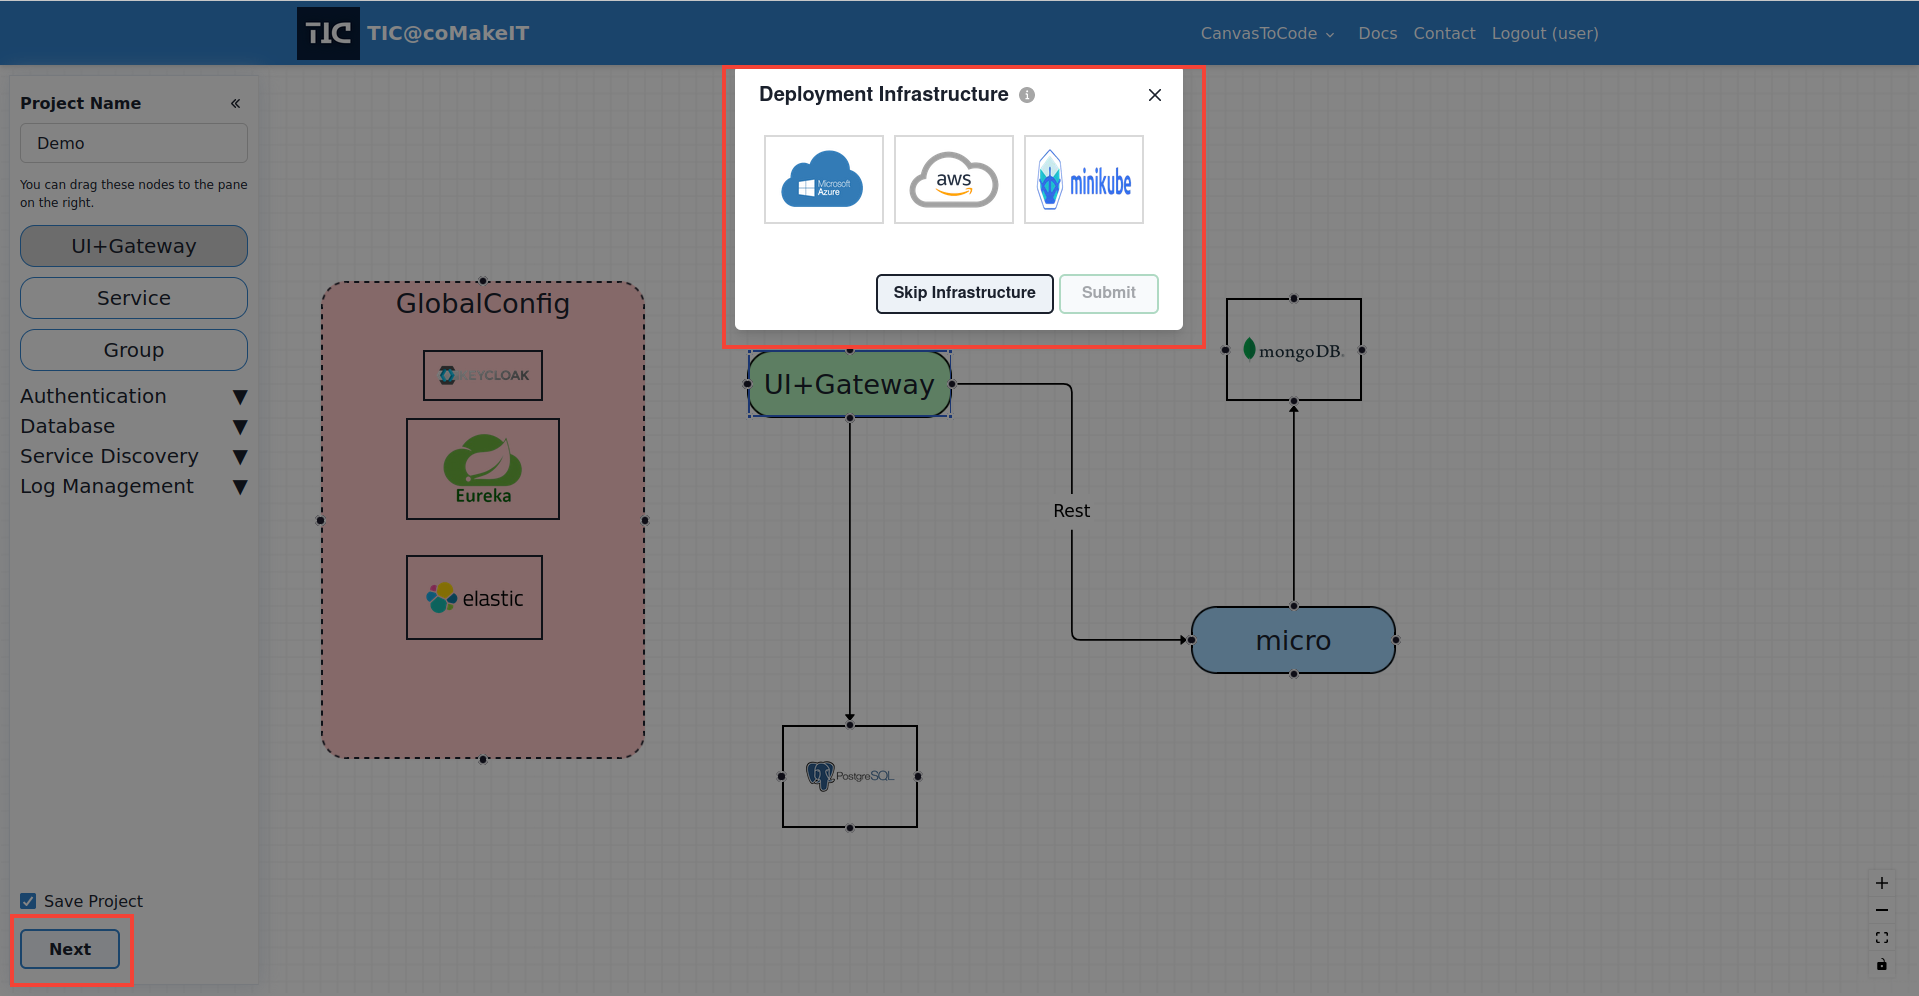 TIC
TIC@coMakeIT
CanvasToCode
Docs
Contact
Logout (user)
Project Name
Demo
You can drag these nodes to the pane
on the right.
UI+Gateway
Service
Group
Authentication
Database
Service Discovery
Log Management
Save Project
Next
GlobalConfig
KEYCLOAK
Eureka
elastic
Deployment Infrastructure
Microsoft
Azure
aws
minikube
Skip Infrastructure
Submit
UI+Gateway
Rest
mongoDB
micro
PostgreSQL